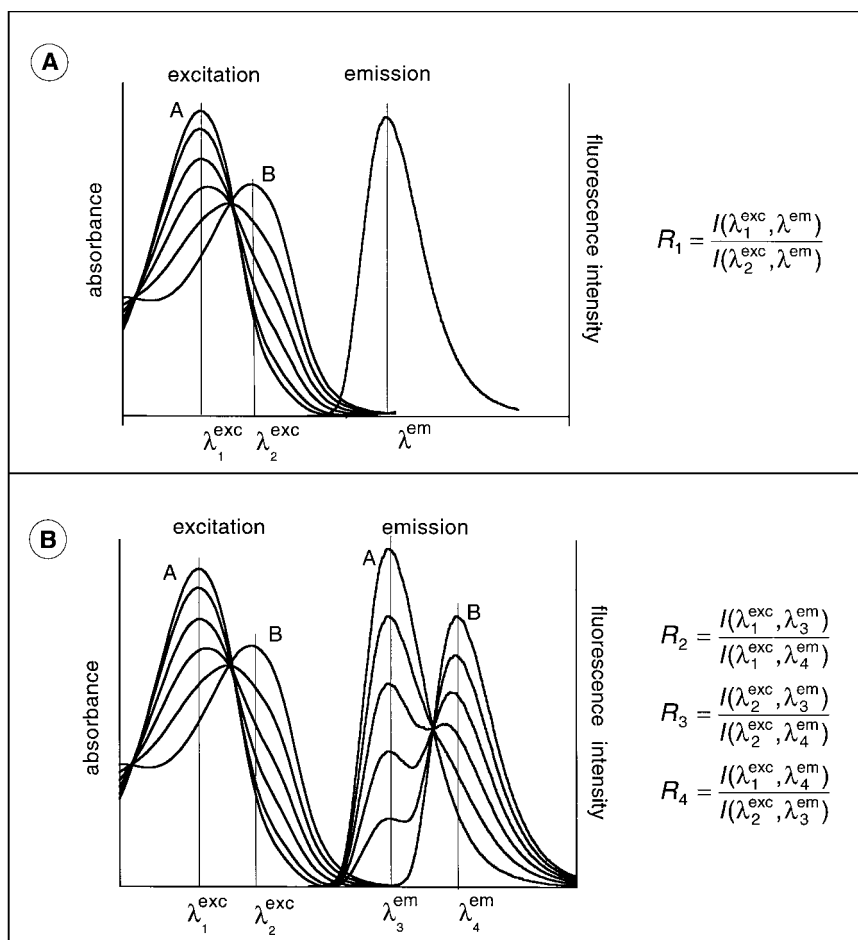 A
excitation emission
A
B
absorbance
fluorescence intensity
λ₁ᵉˣᶜ λ₂ᵉˣᶜ λᵉᵐ
R₁ = I(λ₁ᵉˣᶜ, λᵉᵐ) / I(λ₂ᵉˣᶜ, λᵉᵐ)
B
excitation emission
A
B
A
B
absorbance
fluorescence intensity
λ₁ᵉˣᶜ λ₂ᵉˣᶜ λ₃ᵉᵐ λ₄ᵉᵐ
R₂ = I(λ₁ᵉˣᶜ, λ₃ᵉᵐ) / I(λ₁ᵉˣᶜ, λ₄ᵉᵐ)
R₃ = I(λ₂ᵉˣᶜ, λ₃ᵉᵐ) / I(λ₂ᵉˣᶜ, λ₄ᵉᵐ)
R₄ = I(λ₁ᵉˣᶜ, λ₄ᵉᵐ) / I(λ₂ᵉˣᶜ, λ₃ᵉᵐ)